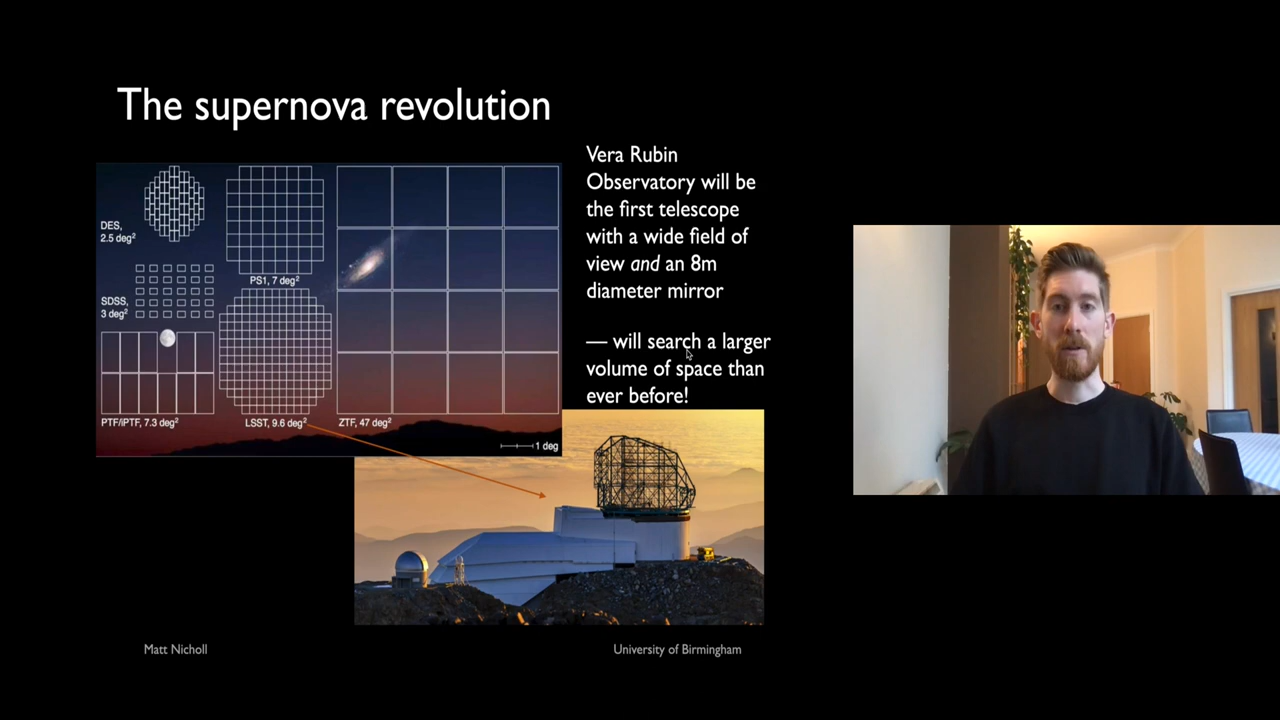 The supernova revolution
Vera Rubin
Observatory will be
the first telescope
with a wide field of
view and an 8m
diameter mirror
— will search a larger
volume of space than
ever before!
DES,
2.5 deg²
PS1, 7 deg²
SDSS,
3 deg²
PTF/iPTF, 7.3 deg²
LSST, 9.6 deg²
ZTF, 47 deg²
1 deg
Matt Nicholl
University of Birmingham